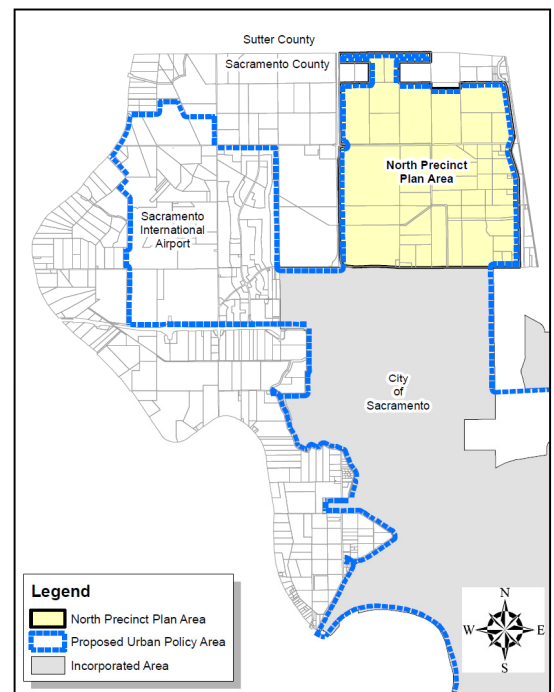 Sutter County
Sacramento County
North Precinct
Plan Area
Sacramento
International
Airport
City
of
Sacramento
Legend
North Precinct Plan Area
Proposed Urban Policy Area
Incorporated Area
N
W
E
S